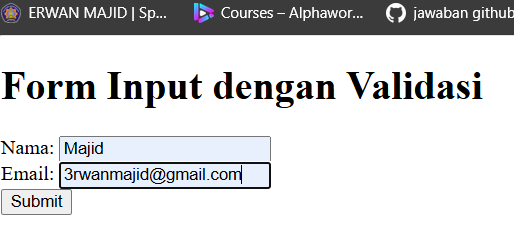 ERWAN MAJID | Sp... Courses – Alphawor... jawaban github
Form Input dengan Validasi
Nama: Majid
Email: 3rwanmajid@gmail.com
Submit